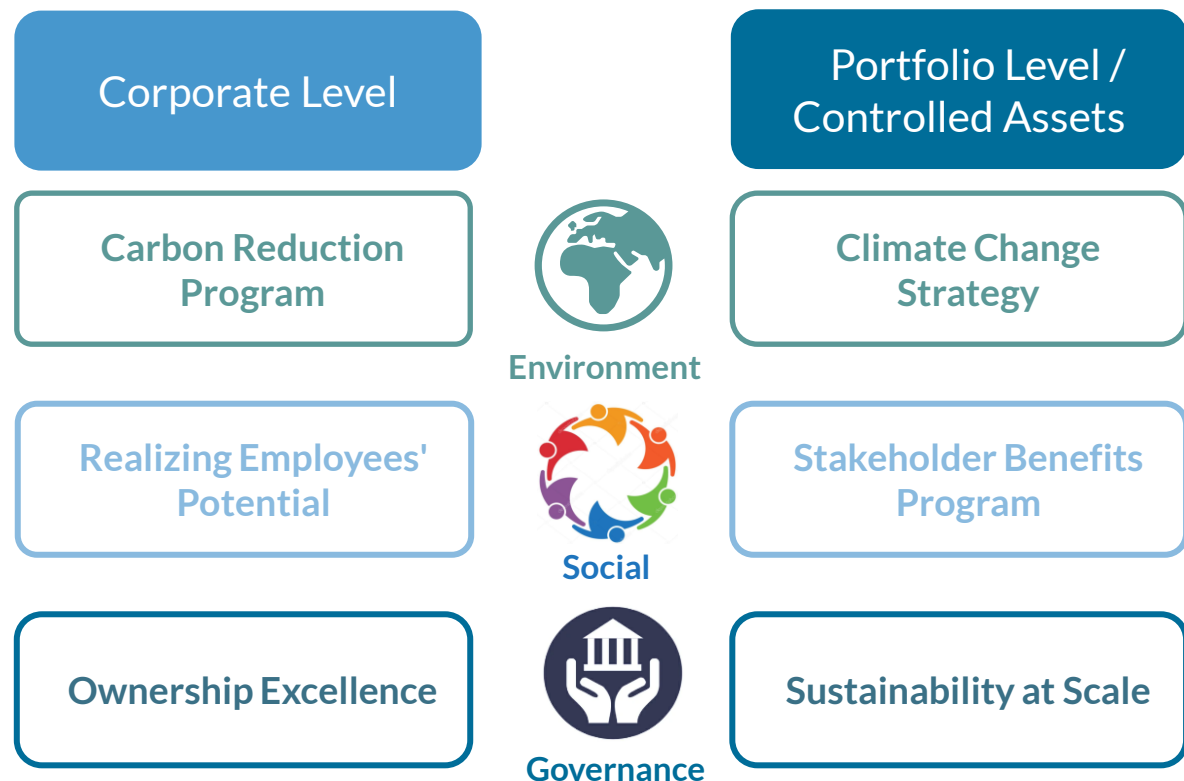 Corporate Level
Portfolio Level /
Controlled Assets
Carbon Reduction
Program
Environment
Climate Change
Strategy
Realizing Employees'
Potential
Social
Stakeholder Benefits
Program
Ownership Excellence
Governance
Sustainability at Scale